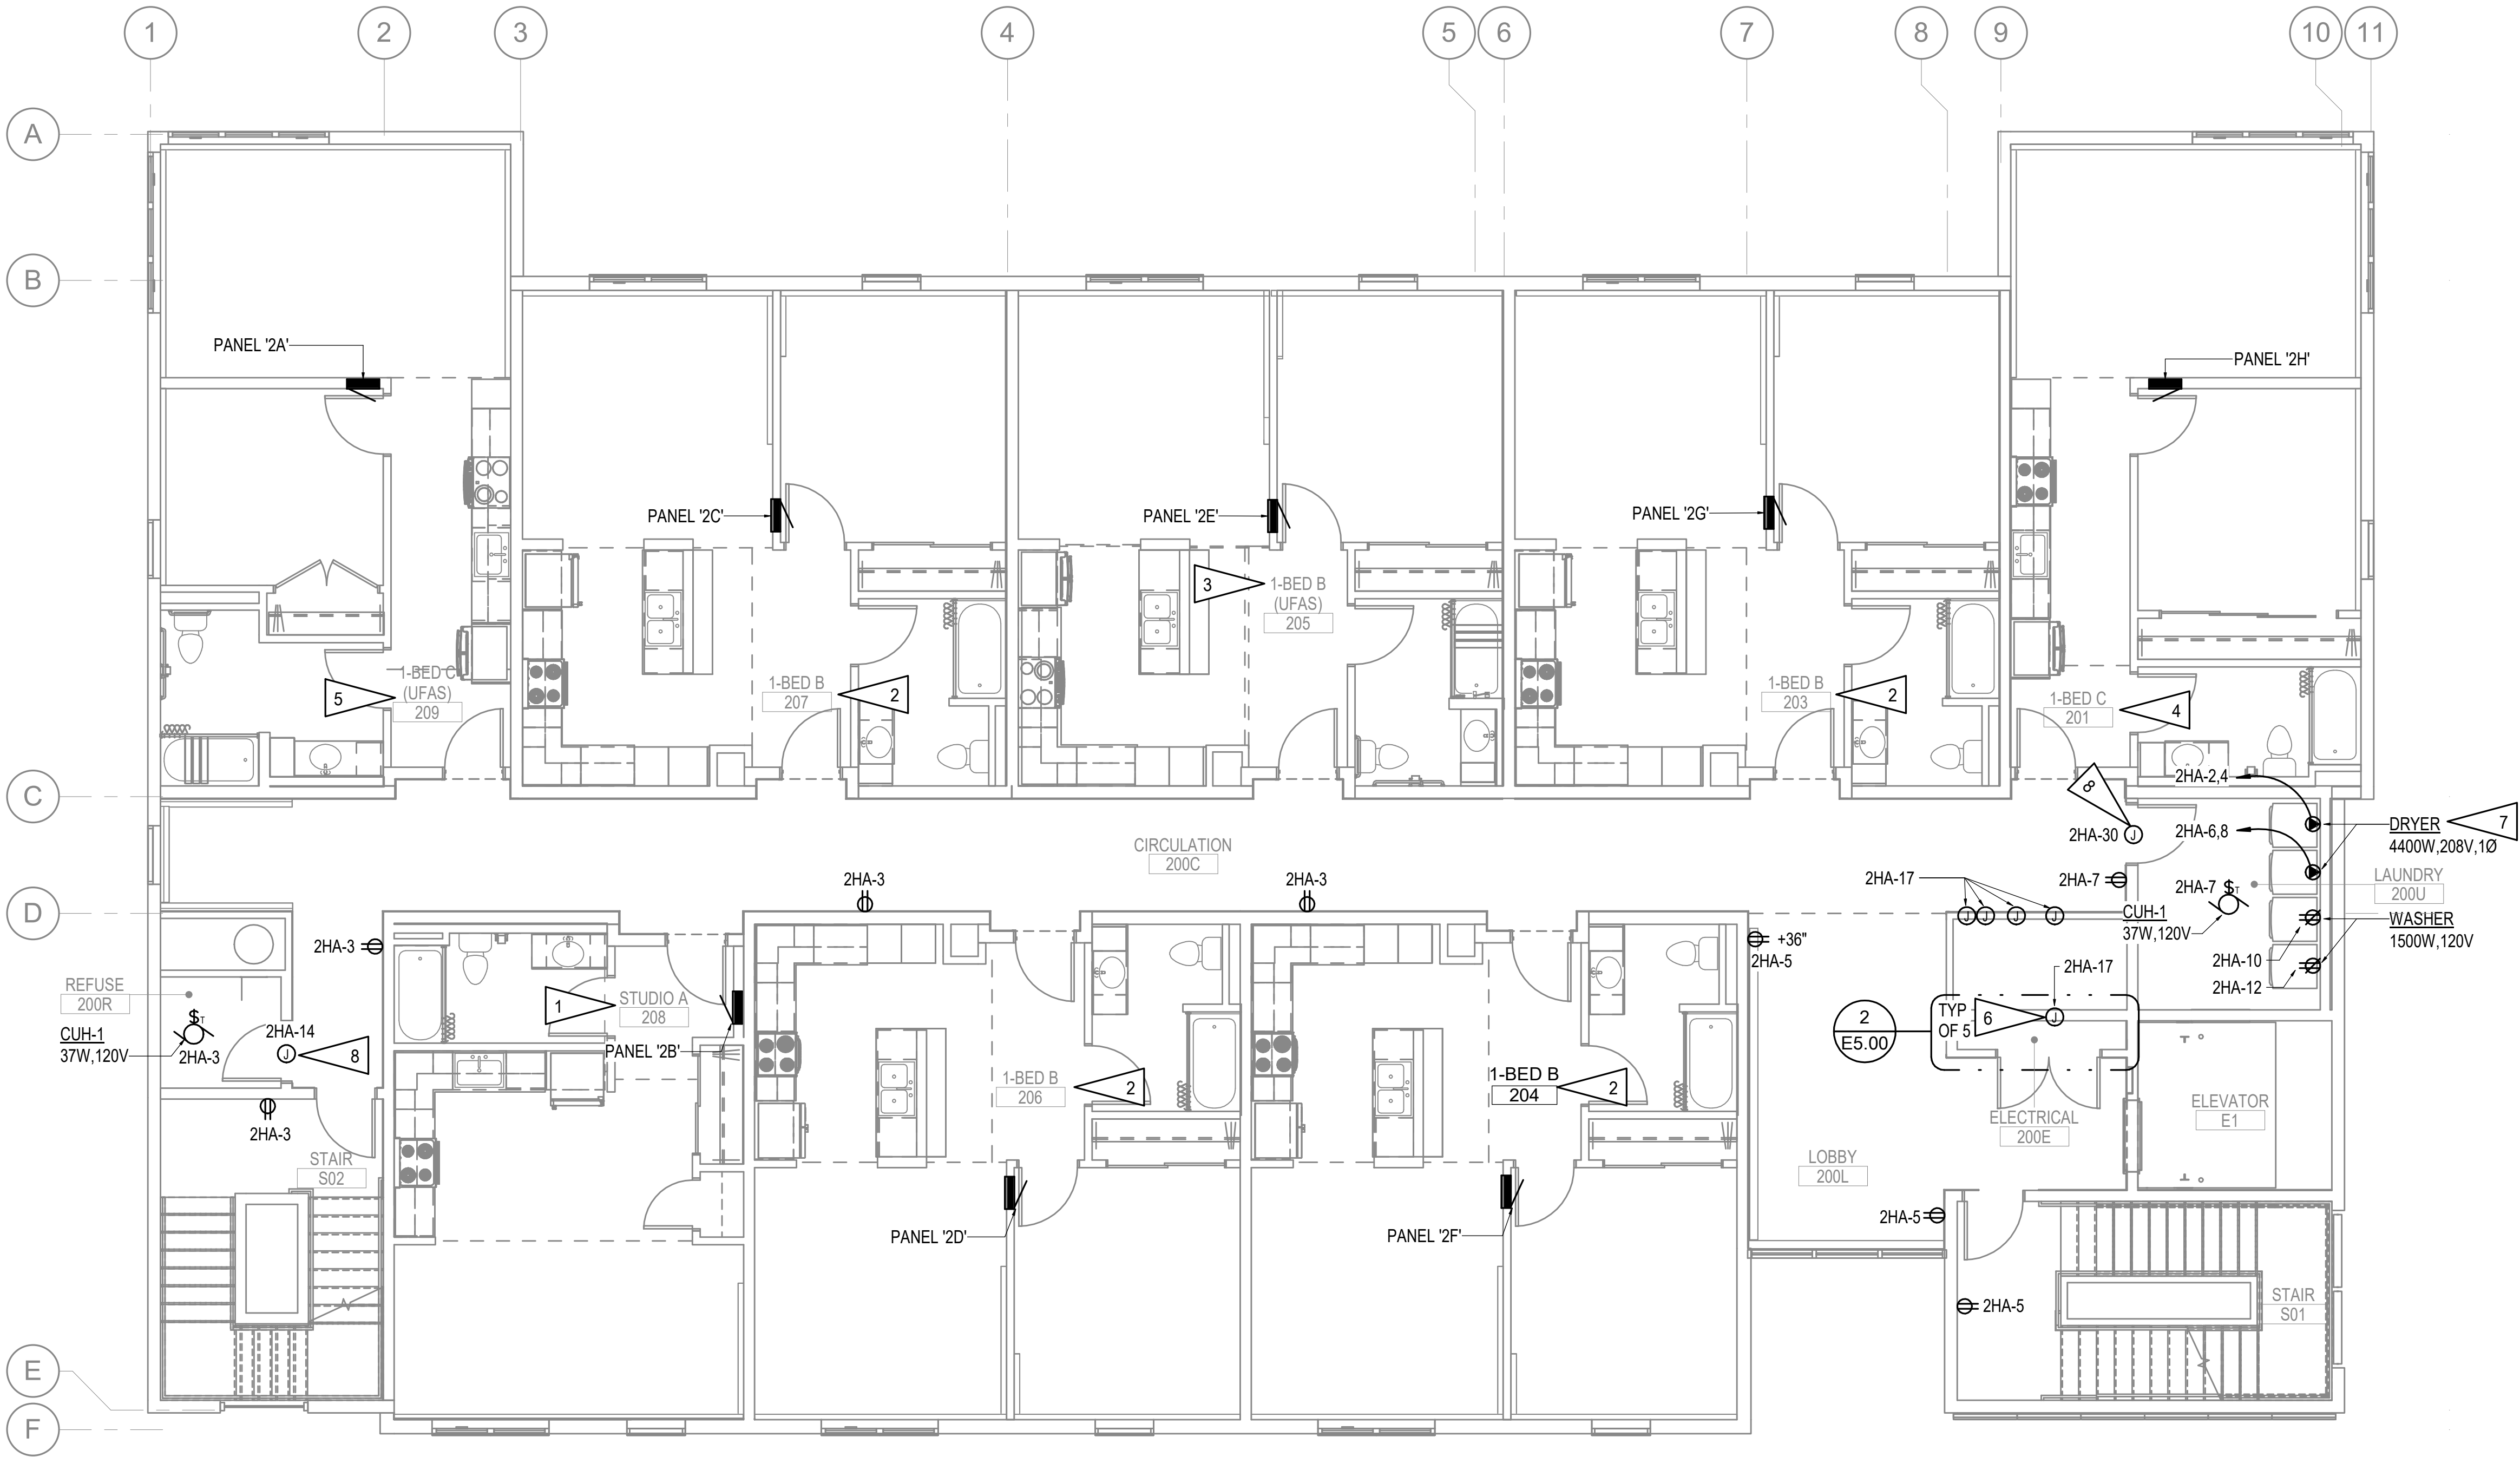 1
2
3
4
5
6
7
8
9
10
11
A
B
C
D
E
F
PANEL '2A'
PANEL '2H'
PANEL '2C'
PANEL '2E'
PANEL '2G'
3
1-BED B
(UFAS)
205
1-BED C
(UFAS)
209
5
1-BED B
207
2
1-BED B
203
2
1-BED C
201
4
2HA-2,4
8
2HA-30
J
2HA-6,8
DRYER
4400W,208V,1Ø
7
CIRCULATION
200C
2HA-3
2HA-3
2HA-17
J
J
J
J
2HA-7
2HA-7
$T
LAUNDRY
200U
CUH-1
37W,120V
WASHER
1500W,120V
2HA-10
2HA-12
2HA-3
+36"
2HA-5
2HA-17
REFUSE
200R
$T
CUH-1
37W,120V
2HA-3
2HA-14
J
8
1
STUDIO A
208
PANEL '2B'
2
E5.00
TYP
OF 5
6
J
1-BED B
206
2
1-BED B
204
2
2HA-3
STAIR
S02
ELECTRICAL
200E
ELEVATOR
E1
LOBBY
200L
PANEL '2D'
PANEL '2F'
2HA-5
2HA-5
STAIR
S01